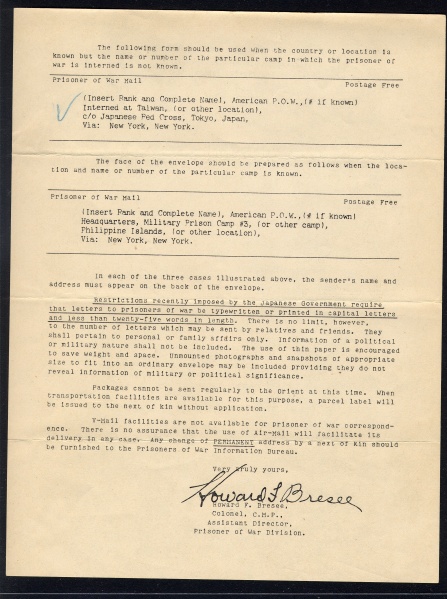 The following form should be used when the country or location is
known but the name or number of the particular camp in which the prisoner of
war is interned is not known.
Prisoner of War Mail Postage Free
(Insert Rank and Complete Name), American P.O.W.,(# if known)
Interned at Taiwan, (or other location),
c/o Japanese Red Cross, Tokyo, Japan,
Via: New York, New York.
The face of the envelope should be prepared as follows when the loca-
tion and name or number of the particular camp is known.
Prisoner of War Mail Postage Free
(Insert Rank and Complete Name), American P.O.W.,(# if known)
Headquarters, Military Prison Camp #3, (or other camp),
Philippine Islands, (or other location),
Via: New York, New York.
In each of the three cases illustrated above, the sender's name and
address must appear on the back of the envelope.
Restrictions recently imposed by the Japanese Government require
that letters to prisoners of war be typewritten or printed in capital letters
and less than twenty-five words in length. There is no limit, however,
to the number of letters which may be sent by relatives and friends. They
shall pertain to personal or family affairs only. Information of a political
or military nature shall not be included. The use of thin paper is encouraged
to save weight and space. Unmounted photographs and snapshots of appropriate
size to fit into an ordinary envelope may be included providing they do not
reveal information of military or political significance.
Packages cannot be sent regularly to the Orient at this time. When
transportation facilities are available for this purpose, a parcel label
will be issued to the next of kin without application.
V-Mail facilities are not available for prisoner of war correspond-
ence. There is no assurance that the use of Air-Mail will facilitate its
delivery in any case. Any change of PERMANENT address by a next of kin should
be furnished to the Prisoners of War Information Bureau.
Very truly yours,
Howard F Bresee
Howard F. Bresee,
Colonel, C.M.P.,
Assistant Director,
Prisoner of War Division.